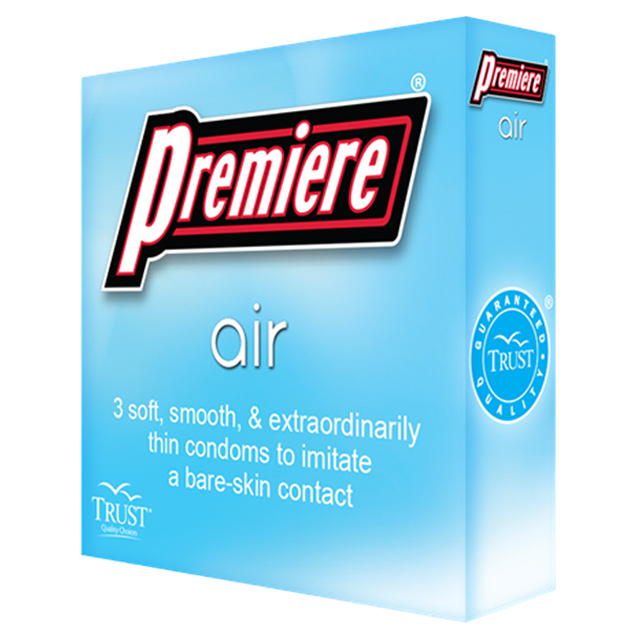 Premiere®
air
3 soft, smooth, & extraordinarily
thin condoms to imitate
a bare-skin contact
TRUST®
Quality Choices
Premiere
air
GUARANTEED ®
TRUST
QUALITY